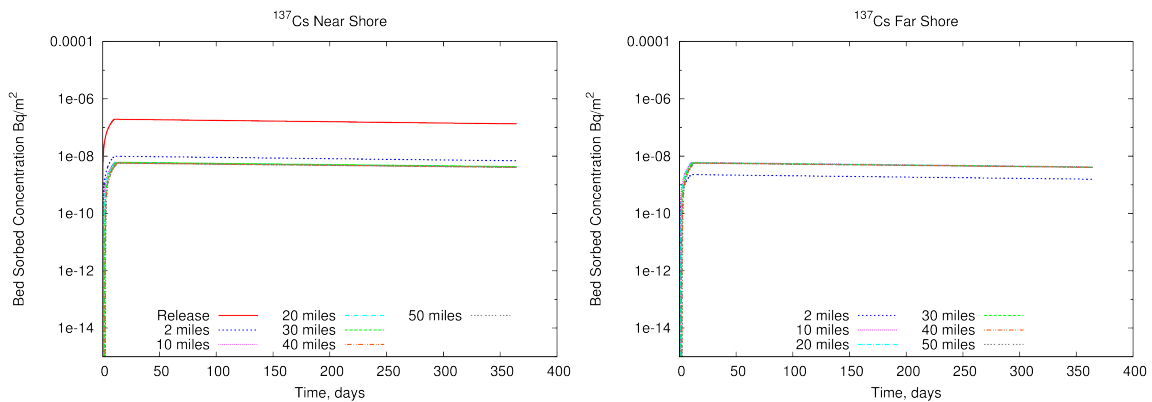 ¹³⁷Cs Near Shore
Bed Sorbed Concentration Bq/m²
0.0001
1e-06
1e-08
1e-10
1e-12
1e-14
Release 20 miles 50 miles
2 miles 30 miles
10 miles 40 miles
0 50 100 150 200 250 300 350 400
Time, days
¹³⁷Cs Far Shore
Bed Sorbed Concentration Bq/m²
0.0001
1e-06
1e-08
1e-10
1e-12
1e-14
2 miles 30 miles
10 miles 40 miles
20 miles 50 miles
0 50 100 150 200 250 300 350 400
Time, days